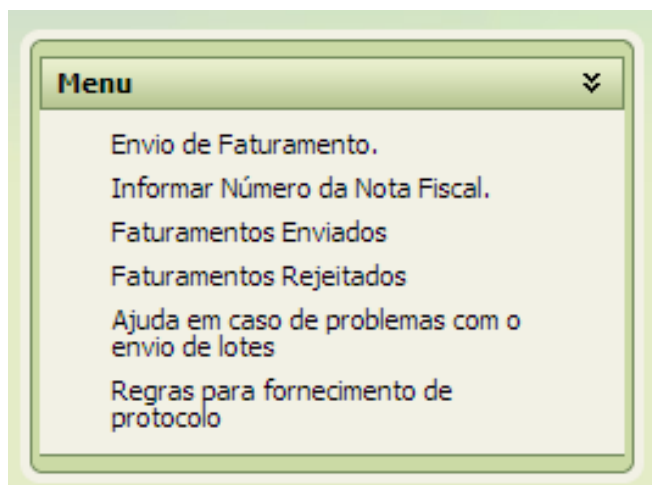 Menu
Envio de Faturamento.
Informar Número da Nota Fiscal.
Faturamentos Enviados
Faturamentos Rejeitados
Ajuda em caso de problemas com o
envio de lotes
Regras para fornecimento de
protocolo